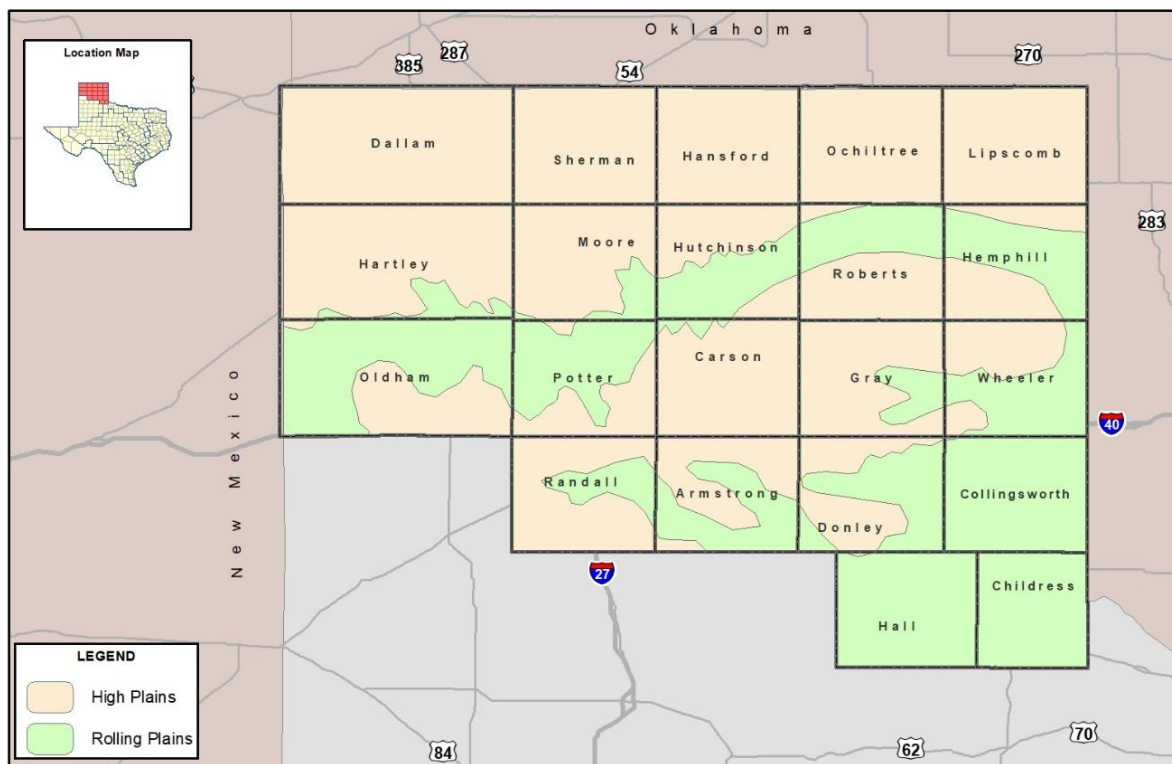 Oklahoma
Location Map
287
385
54
270
Dallam
Sherman
Hansford
Ochiltree
Lipscomb
283
Hartley
Moore
Hutchinson
Roberts
Hemphill
Oldham
Potter
Carson
Gray
Wheeler
40
New Mexico
Randall
Armstrong
Donley
Collingsworth
27
Hall
Childress
LEGEND
High Plains
Rolling Plains
84
62
70